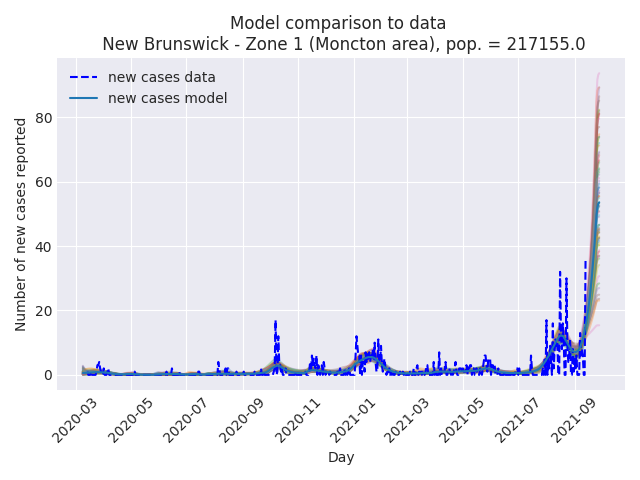 Model comparison to data
New Brunswick - Zone 1 (Moncton area), pop. = 217155.0
new cases data
new cases model
Number of new cases reported
80
60
40
20
0
2020-03
2020-05
2020-07
2020-09
2020-11
2021-01
2021-03
2021-05
2021-07
2021-09
Day